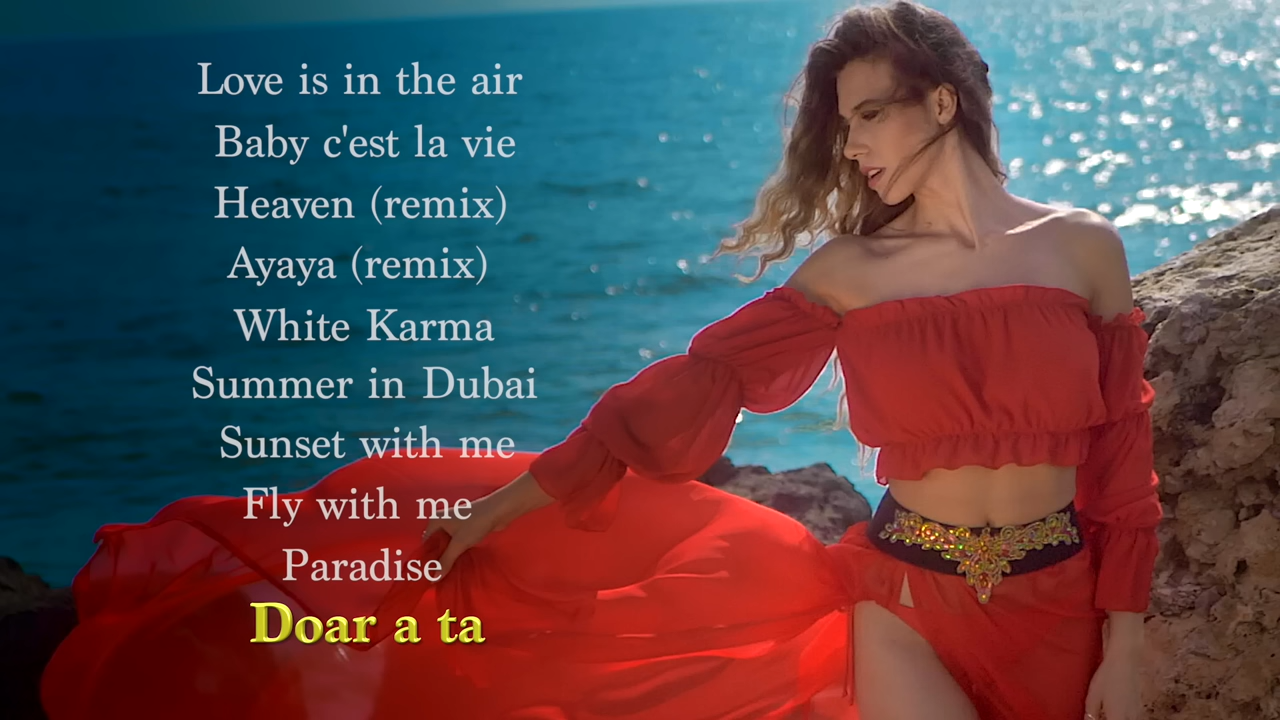 Love is in the air
Baby c'est la vie
Heaven (remix)
Ayaya (remix)
White Karma
Summer in Dubai
Sunset with me
Fly with me
Paradise
Doar a ta